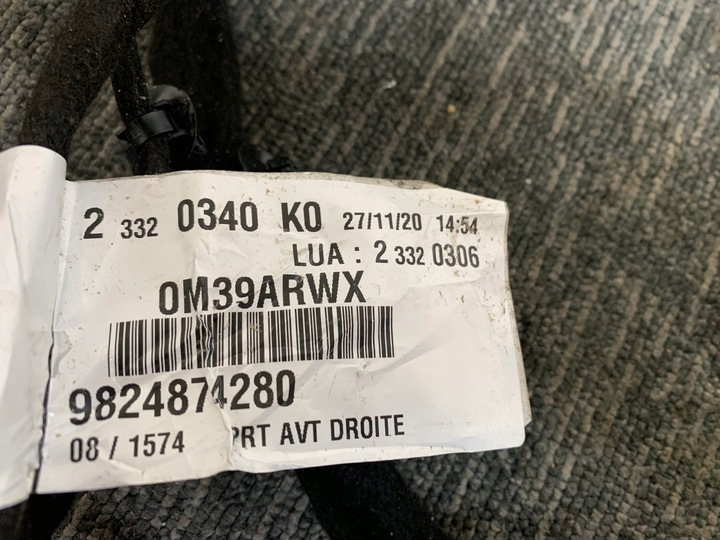 2 332 0340 K0 27/11/20 14:54
LUA : 2 332 0306
0M39ARWX
9824874280
08 / 1574 PRT AVT DROITE